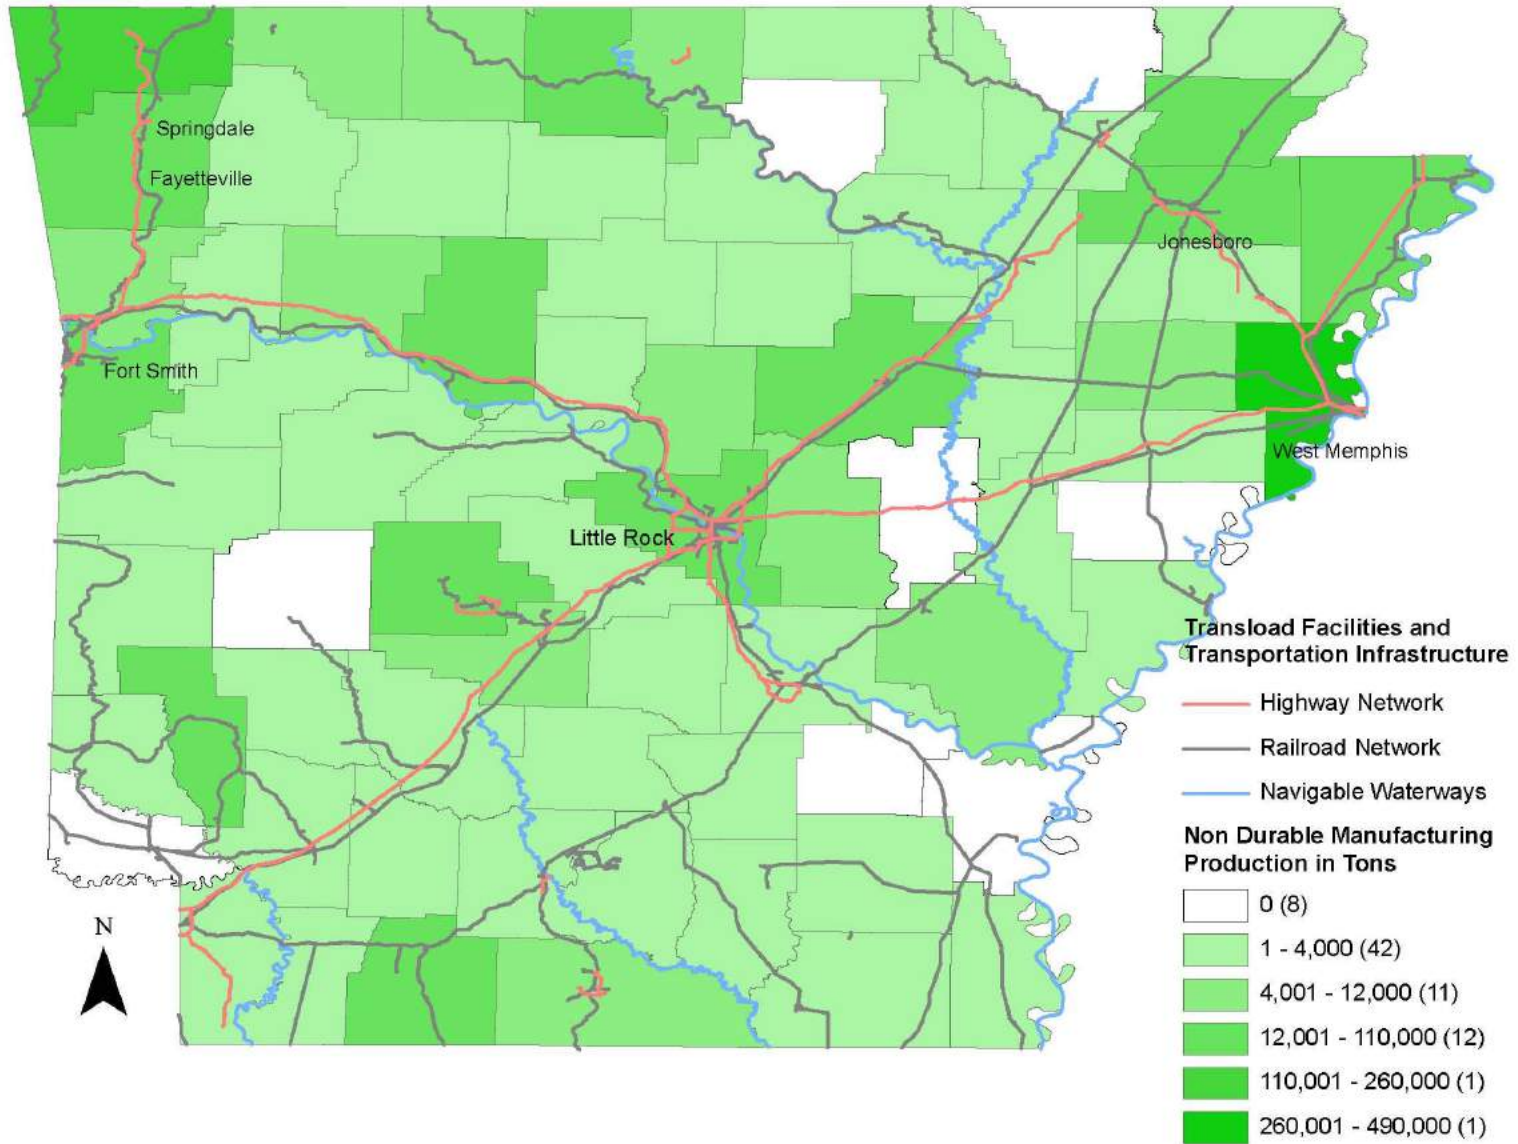 Springdale
Fayetteville
Jonesboro
Fort Smith
West Memphis
Little Rock
Transload Facilities and
Transportation Infrastructure
Highway Network
Railroad Network
Navigable Waterways
Non Durable Manufacturing
Production in Tons
N
0 (8)
1 - 4,000 (42)
4,001 - 12,000 (11)
12,001 - 110,000 (12)
110,001 - 260,000 (1)
260,001 - 490,000 (1)